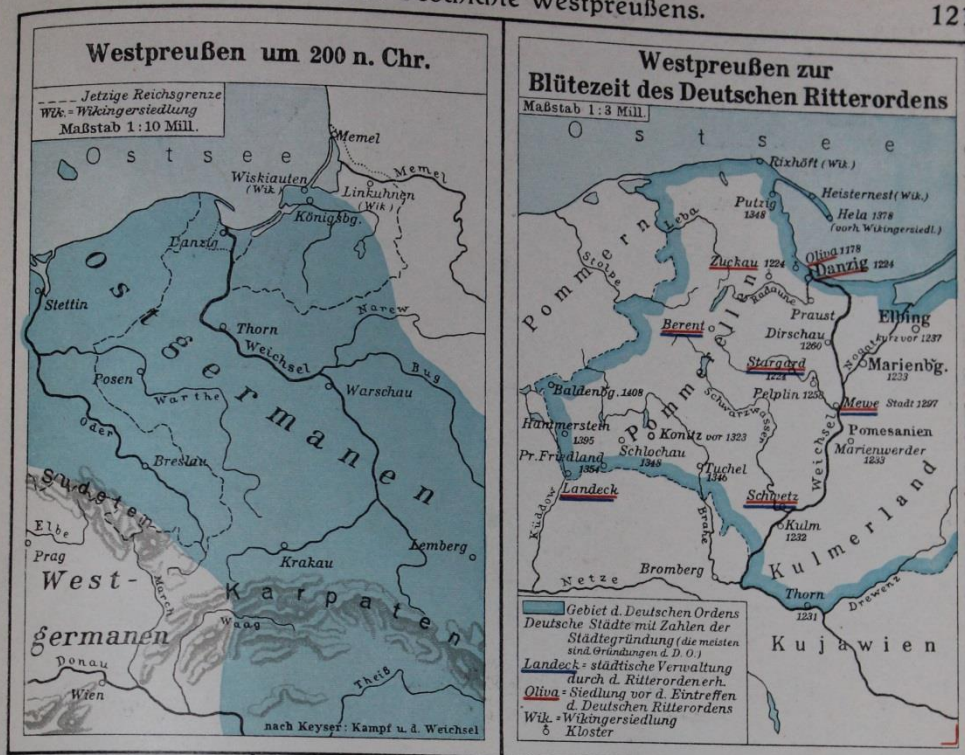 Westpreußens.
121
Westpreußen um 200 n. Chr.
Jetzige Reichsgrenze
Wik. = Wikingersiedlung
Maßstab 1:10 Mill.
Ostsee
Memel
Memel
Wiskiauten
(Wik)
Linkuhnen
(Wik)
Königsbg.
Danzig
Stettin
Ostgermanen
Narew
Thorn
Weichsel
Bug
Posen
Warthe
Warschau
Oder
Breslau
Sudeten
Elbe
Prag
Krakau
Lemberg
West-
germanen
March
Karpaten
Waag
Donau
Wien
Theiß
nach Keyser: Kampf u. d. Weichsel
Westpreußen zur
Blütezeit des Deutschen Ritterordens
Maßstab 1:3 Mill.
Ostsee
Rixhöft (Wik.)
Heisternest (Wik.)
Putzig
1348
Hela 1378
(vorh. Wikingersiedl.)
Leba
Pommern
Stolpe
Oliva 1178
Zuckau 1224
Danzig 1224
Radaune
Praust
Elbing
vor 1237
Berent
Dirschau
1260
Nogat
Pommerellen
Stargard
Marienbg.
1233
Pelplin 1258
Baldenbg. 1408
Schwarzwasser
Mewe Stadt 1297
Hammerstein
1395
Konitz vor 1323
Pomesanien
Schlochau
1348
Marienwerder
1233
Pr. Friedland
1354
Tuchel
1346
Weichsel
Landeck
Schwetz
Küddow
Brahe
Kulm
1232
Kulmerland
Bromberg
Netze
Thorn
1231
Drewenz
Kujawien
Gebiet d. Deutschen Ordens
Deutsche Städte mit Zahlen der
Städtegründung (die meisten
sind Gründungen d. D.O.)
Landeck = städtische Verwaltung
durch d. Ritterorden erh.
Oliva = Siedlung vor d. Eintreffen
d. Deutschen Ritterordens
Wik. = Wikingersiedlung
Kloster